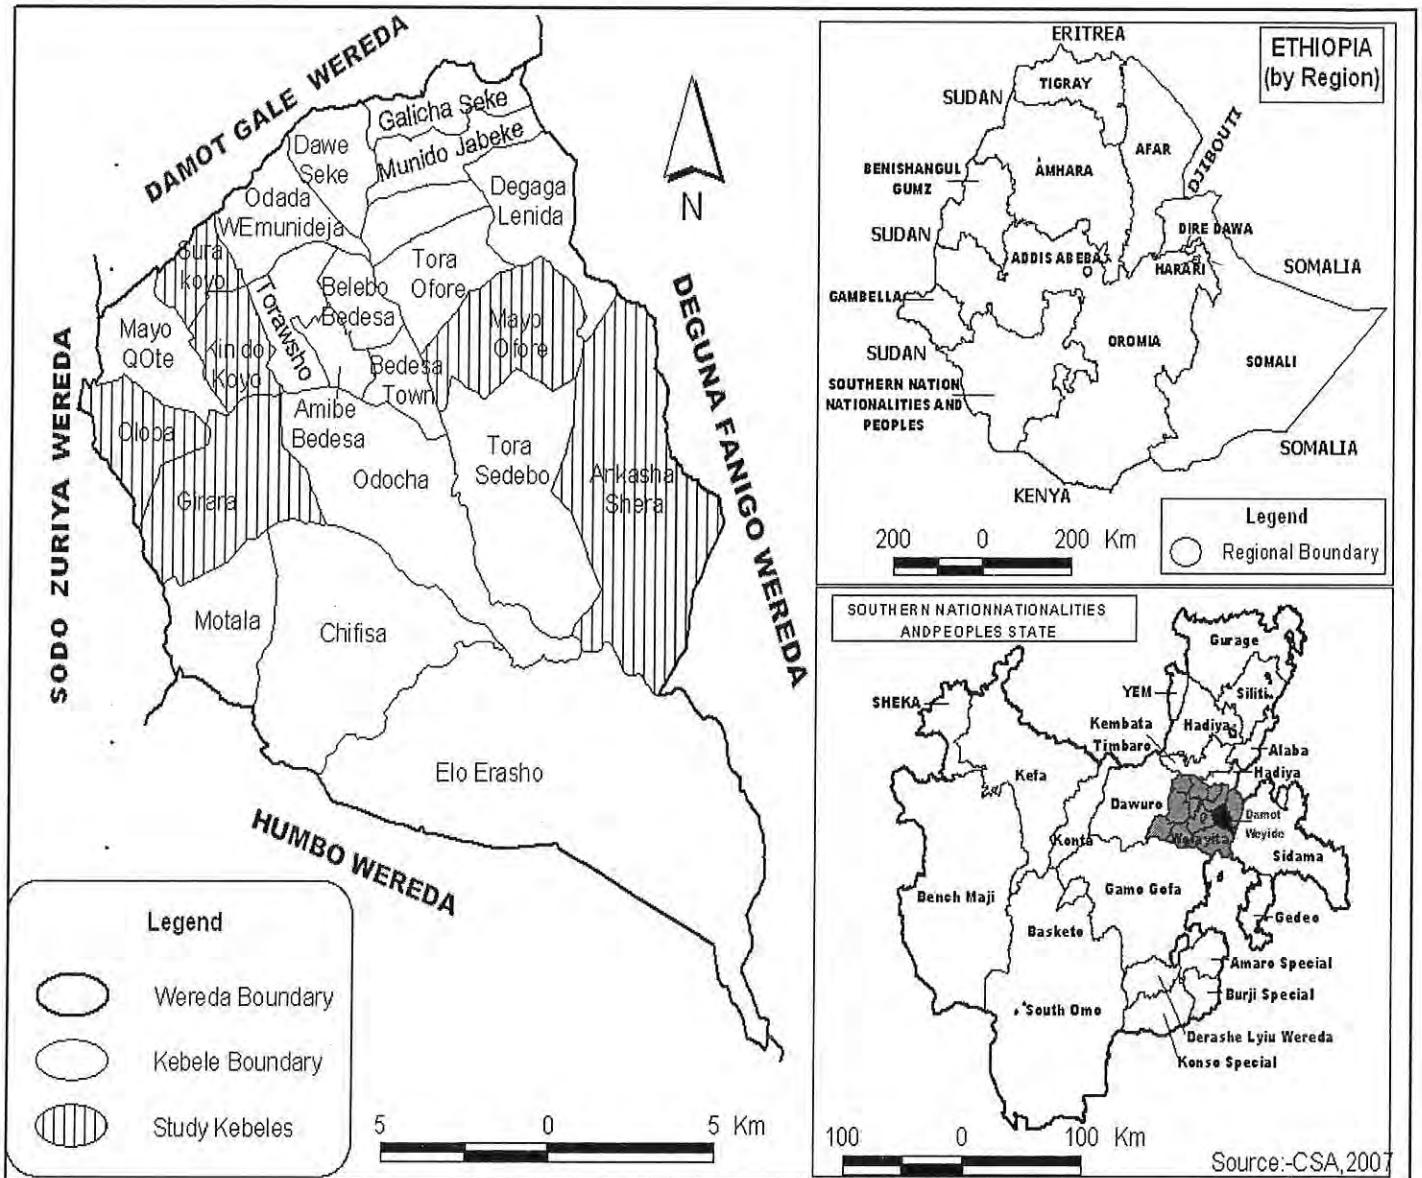 DAMOT GALE WEREDA
Galicha Seke
Munido Jabeke
Dawe
Seke
Degaga
Lenida
Odada
WEmunideja
Sura
koyo
Tora
Ofore
Belebo
Bedesa
Torawsho
Mayo
QOte
Kindo
Koyo
Mayo
Ofore
Bedesa
Town
Amibe
Bedesa
Oloba
Girara
Odocha
Tora
Sedebo
Arkasha
Shera
Motala
Chifisa
Elo Erasho
SODO ZURIYA WEREDA
DEGUNA FANIGO WEREDA
HUMBO WEREDA
N
Legend
Wereda Boundary
Kebele Boundary
Study Kebeles
5 0 5 Km
ETHIOPIA
(by Region)
ERITREA
SUDAN
TIGRAY
AFAR
DJIBOUTI
BENISHANGUL
GUMZ
AMHARA
SUDAN
DIRE DAWA
ADDIS ABEBA
HARARI
SOMALIA
GAMBELLA
OROMIA
SUDAN
SOMALI
SOUTHERN NATION
NATIONALITIES AND
PEOPLES
SOMALIA
KENYA
200 0 200 Km
Legend
Regional Boundary
SOUTHERN NATIONNATIONALITIES
ANDPEOPLES STATE
Gurage
YEM
Siliti
SHEKA
Kembata
Timbaro
Hadiya
Alaba
Hadiya
Kefa
Dawuro
Damot
Weyide
Wolayita
Konta
Sidama
Bench Maji
Gamo Gofa
Gedeo
Basketo
Amaro Special
Burji Special
South Omo
Derashe Lyiu Wereda
Konso Special
100 0 100 Km
Source:-CSA,2007